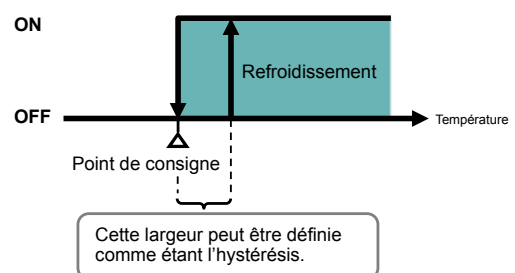 ON
Refroidissement
OFF
Température
Point de consigne
Cette largeur peut être définie
comme étant l'hystérésis.